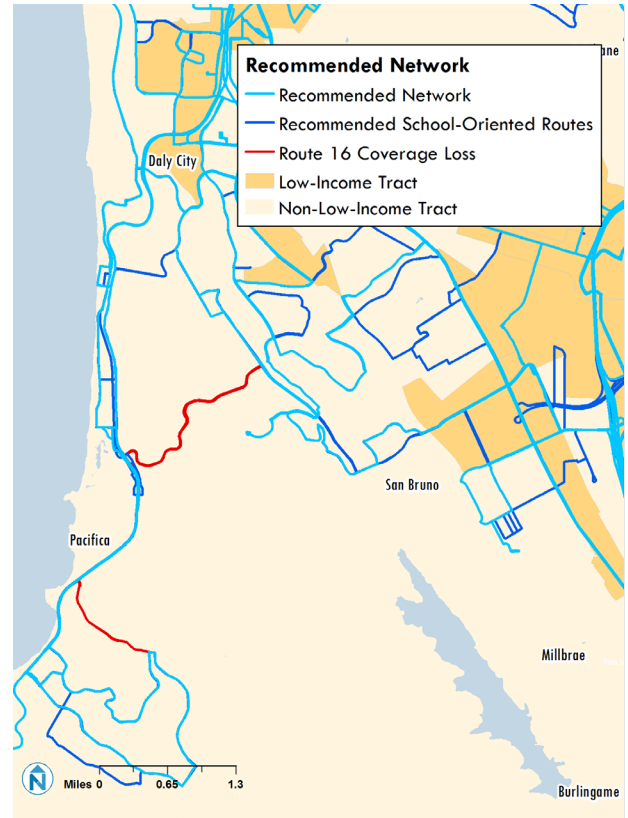 Recommended Network
Recommended Network
Recommended School-Oriented Routes
Route 16 Coverage Loss
Low-Income Tract
Non-Low-Income Tract
ane
Daly City
San Bruno
Pacifica
Millbrae
N
Miles 0 0.65 1.3
Burlingame